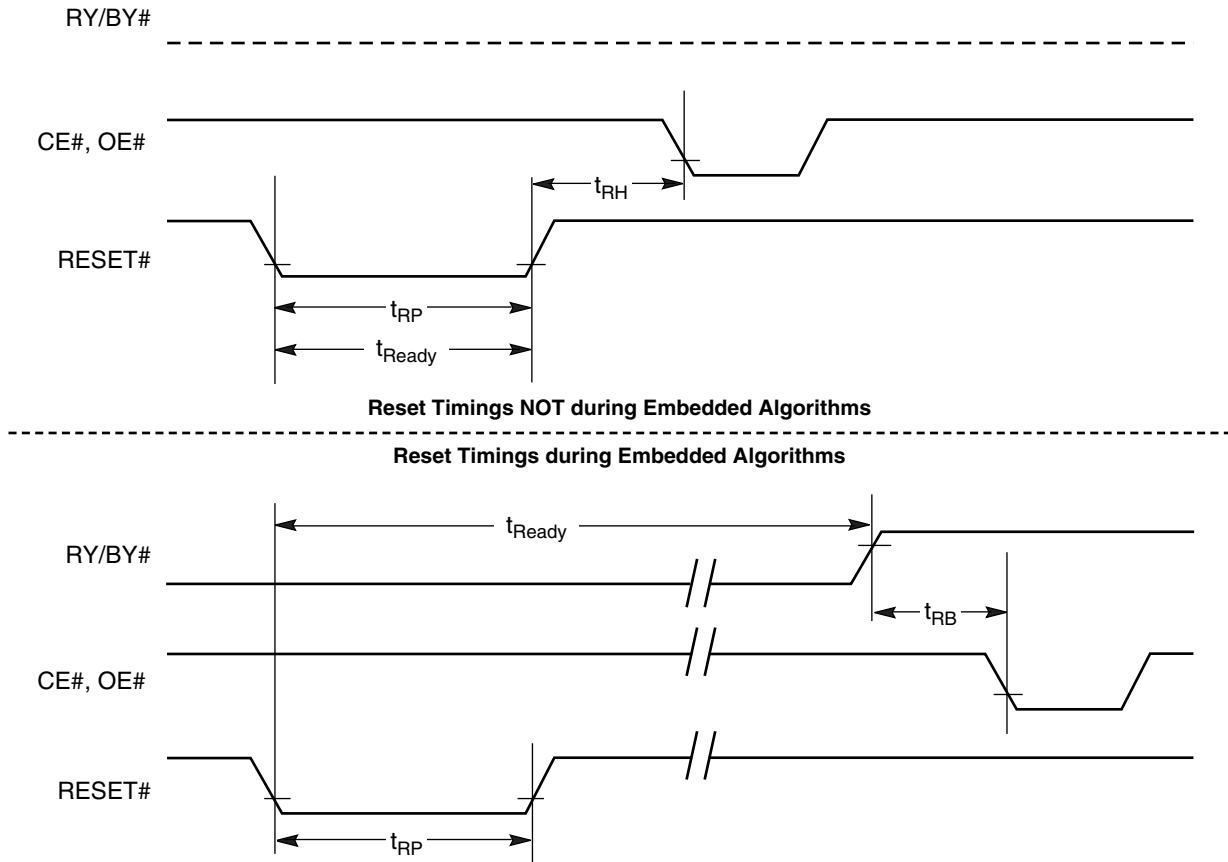 RY/BY#
CE#, OE#
tRH
RESET#
tRP
tReady
Reset Timings NOT during Embedded Algorithms
Reset Timings during Embedded Algorithms
tReady
RY/BY#
tRB
CE#, OE#
RESET#
tRP